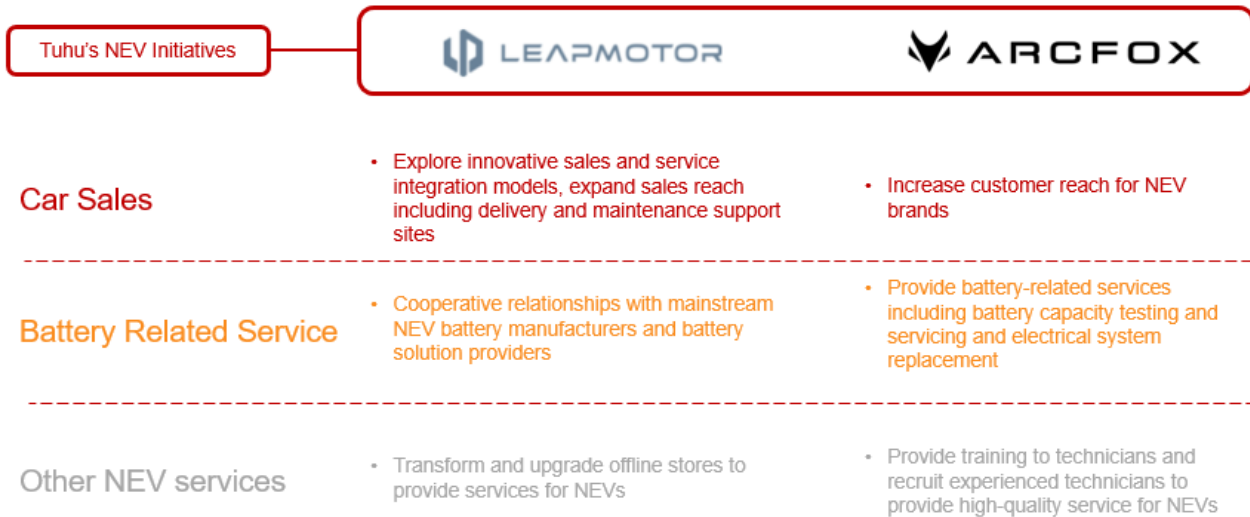 Tuhu's NEV Initiatives
LEAPMOTOR
ARCFOX
Car Sales
• Explore innovative sales and service
integration models, expand sales reach
including delivery and maintenance support
sites
• Increase customer reach for NEV
brands
Battery Related Service
• Cooperative relationships with mainstream
NEV battery manufacturers and battery
solution providers
• Provide battery-related services
including battery capacity testing and
servicing and electrical system
replacement
Other NEV services
• Transform and upgrade offline stores to
provide services for NEVs
• Provide training to technicians and
recruit experienced technicians to
provide high-quality service for NEVs